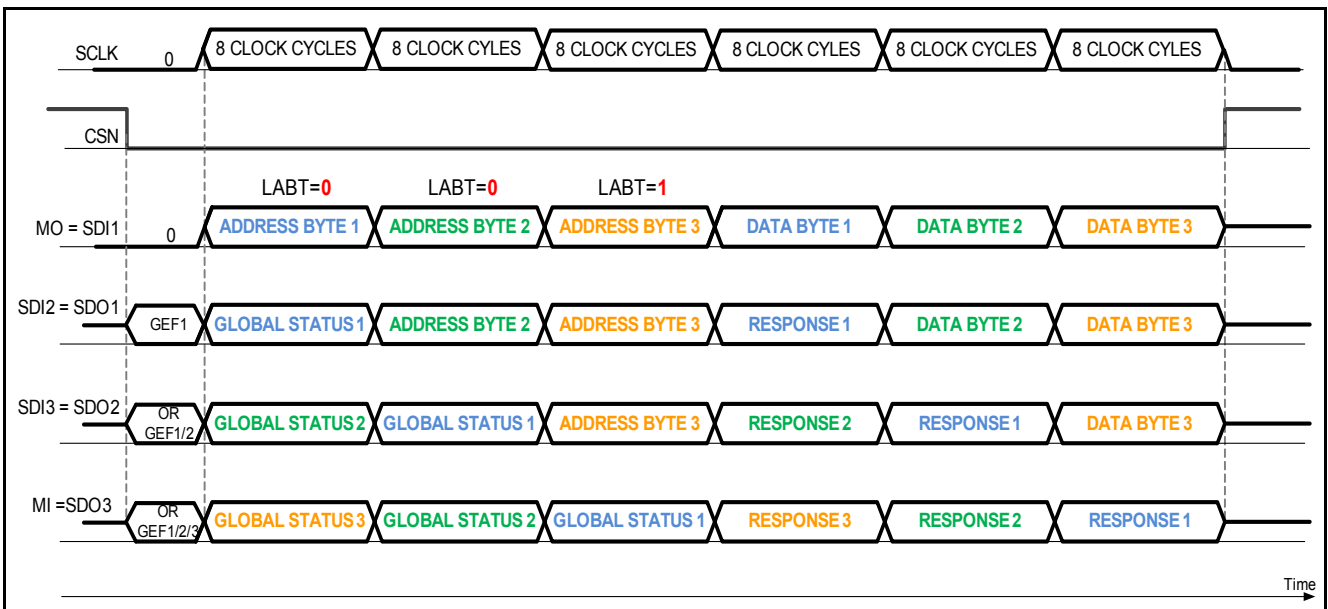 SCLK 0 8 CLOCK CYCLES 8 CLOCK CYLES 8 CLOCK CYCLES 8 CLOCK CYLES 8 CLOCK CYLES 8 CLOCK CYLES
CSN
LABT=0 LABT=0 LABT=1
MO = SDI1 0 ADDRESS BYTE 1 ADDRESS BYTE 2 ADDRESS BYTE 3 DATA BYTE 1 DATA BYTE 2 DATA BYTE 3
SDI2 = SDO1 GEF1 GLOBAL STATUS 1 ADDRESS BYTE 2 ADDRESS BYTE 3 RESPONSE 1 DATA BYTE 2 DATA BYTE 3
SDI3 = SDO2 OR
GEF1/2 GLOBAL STATUS 2 GLOBAL STATUS 1 ADDRESS BYTE 3 RESPONSE 2 RESPONSE 1 DATA BYTE 3
MI =SDO3 OR
GEF1/2/3 GLOBAL STATUS 3 GLOBAL STATUS 2 GLOBAL STATUS 1 RESPONSE 3 RESPONSE 2 RESPONSE 1
Time